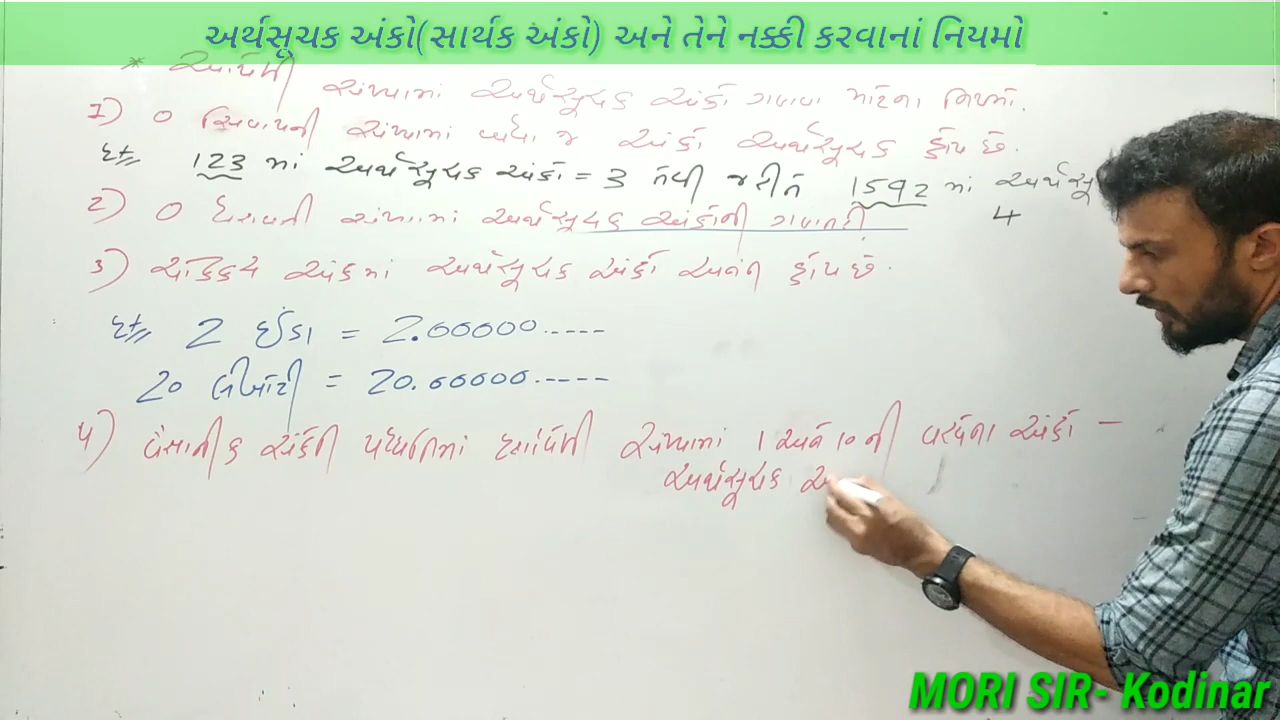 અર્થસૂચક અંકો(સાર્થક અંકો) અને તેને નક્કી કરવાનાં નિયમો
* આપેલી સંખ્યામાં અર્થસૂચક અંકો ગણવા માટેના નિયમો.
1) 0 સિવાયની સંખ્યામાં બધા જ અંકો અર્થસૂચક હોય છે.
દા.ત. 123 માં અર્થસૂચક અંકો = 3 તેવી જ રીતે 1592 માં અર્થસૂ
4
2) 0 ધરાવતી સંખ્યામાં અર્થસૂચક અંકોની ગણતરી
3) ચોક્કસ અંકમાં અર્થસૂચક અંકો અનંત હોય છે.
દા.ત. 2 ઈંડા = 2.00000.----
20 = 20.00000.----
4) વૈજ્ઞાનીક અંકની પધ્ધતિમાં દર્શાવેલી સંખ્યામાં 1 અને 10 ની વચ્ચેના અંકો –
અર્થસૂચક અં
MORI SIR- Kodinar